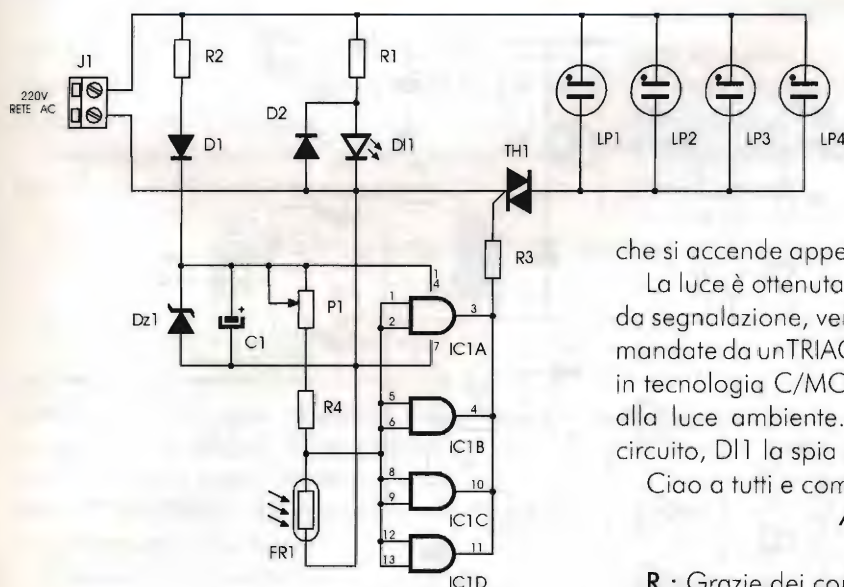 J1
220V
RETE AC
R2
R1
D2
D1
DI1
TH1
LP1
LP2
LP3
LP4
R3
Dz1
C1
+
P1
R4
FR1
1
4
1
2
3
7
IC1A
5
6
4
IC1B
8
9
10
IC1C
12
13
11
IC1D
che si accende appe
La luce è ottenuta
da segnalazione, ver
mandate da unTRIAC
in tecnologia C/MO
alla luce ambiente.
circuito, DI1 la spia
Ciao a tutti e com
R : Grazie dei co